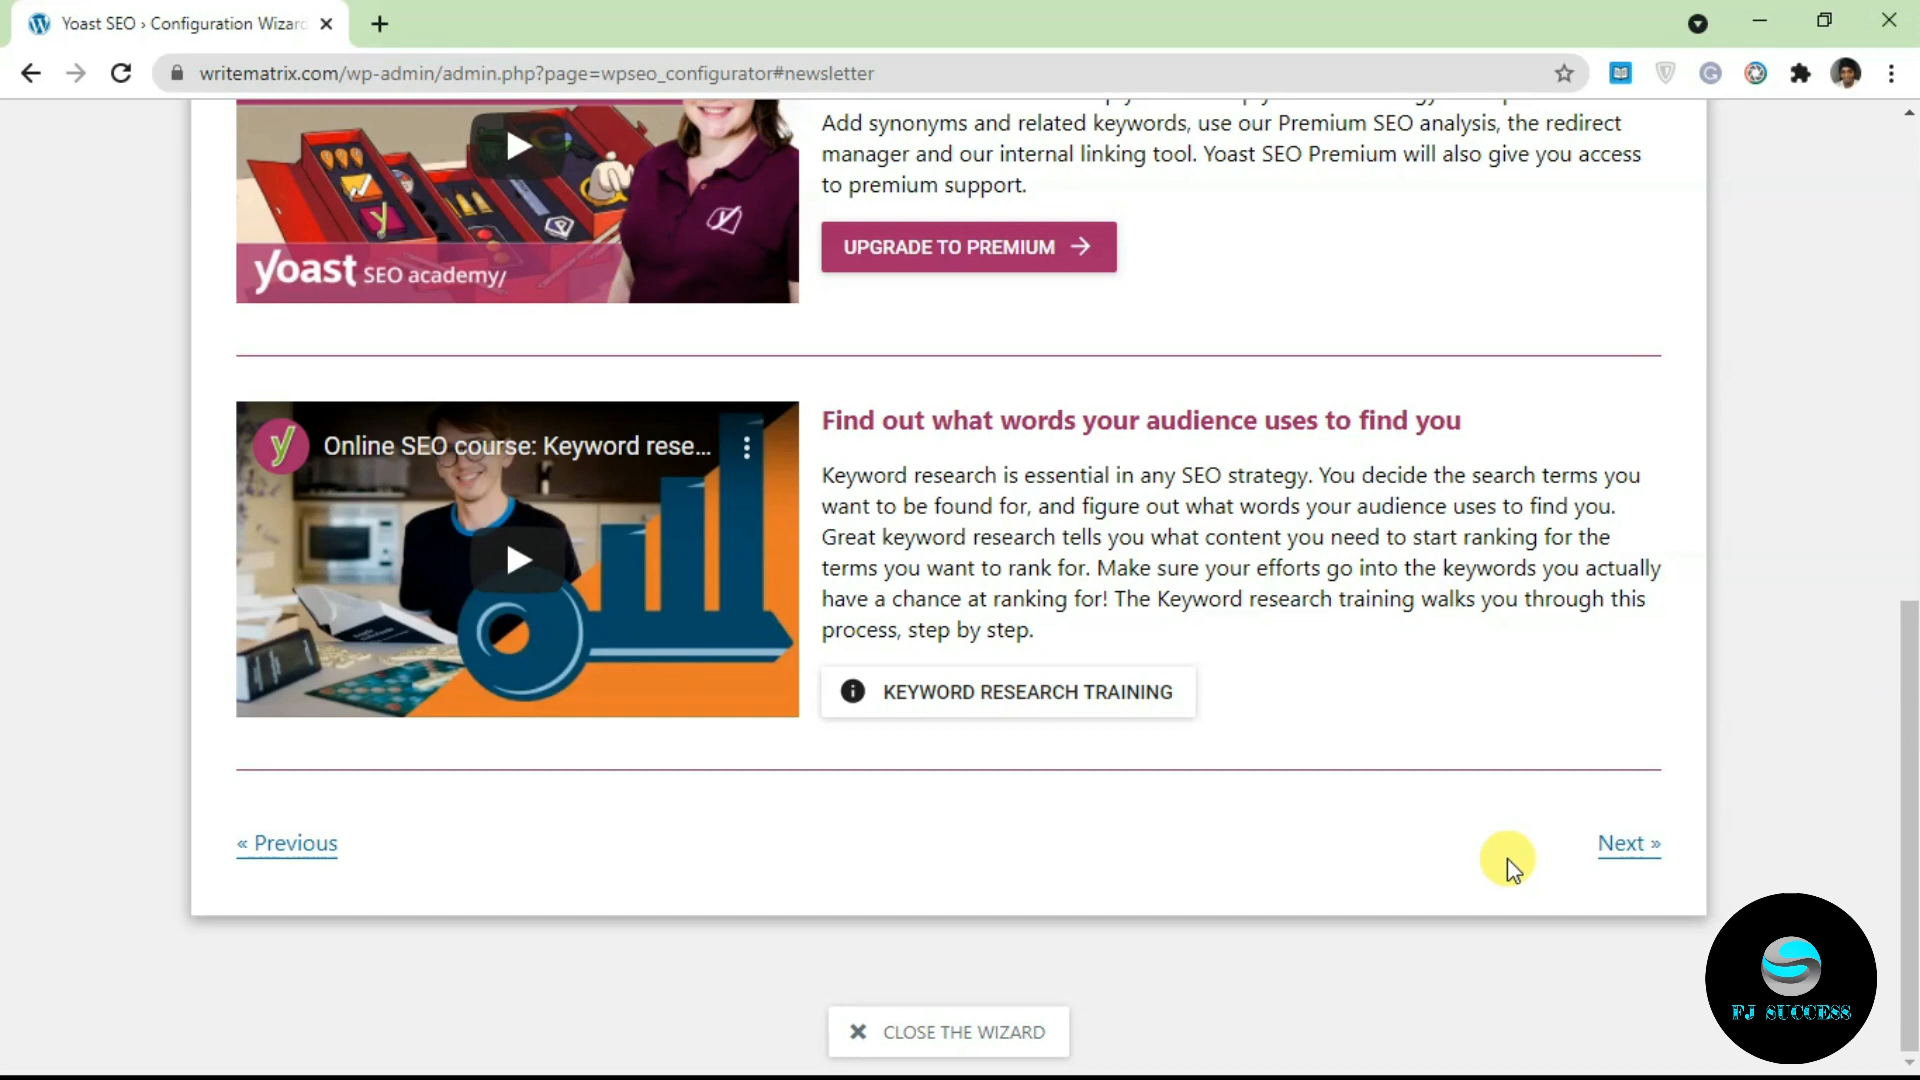 Yoast SEO › Configuration Wizard
writematrix.com/wp-admin/admin.php?page=wpseo_configurator#newsletter
Add synonyms and related keywords, use our Premium SEO analysis, the redirect
manager and our internal linking tool. Yoast SEO Premium will also give you access
to premium support.
UPGRADE TO PREMIUM
yoast SEO academy/
Online SEO course: Keyword rese...
Find out what words your audience uses to find you
Keyword research is essential in any SEO strategy. You decide the search terms you
want to be found for, and figure out what words your audience uses to find you.
Great keyword research tells you what content you need to start ranking for the
terms you want to rank for. Make sure your efforts go into the keywords you actually
have a chance at ranking for! The Keyword research training walks you through this
process, step by step.
KEYWORD RESEARCH TRAINING
« Previous
Next »
FJ SUCCESS
CLOSE THE WIZARD